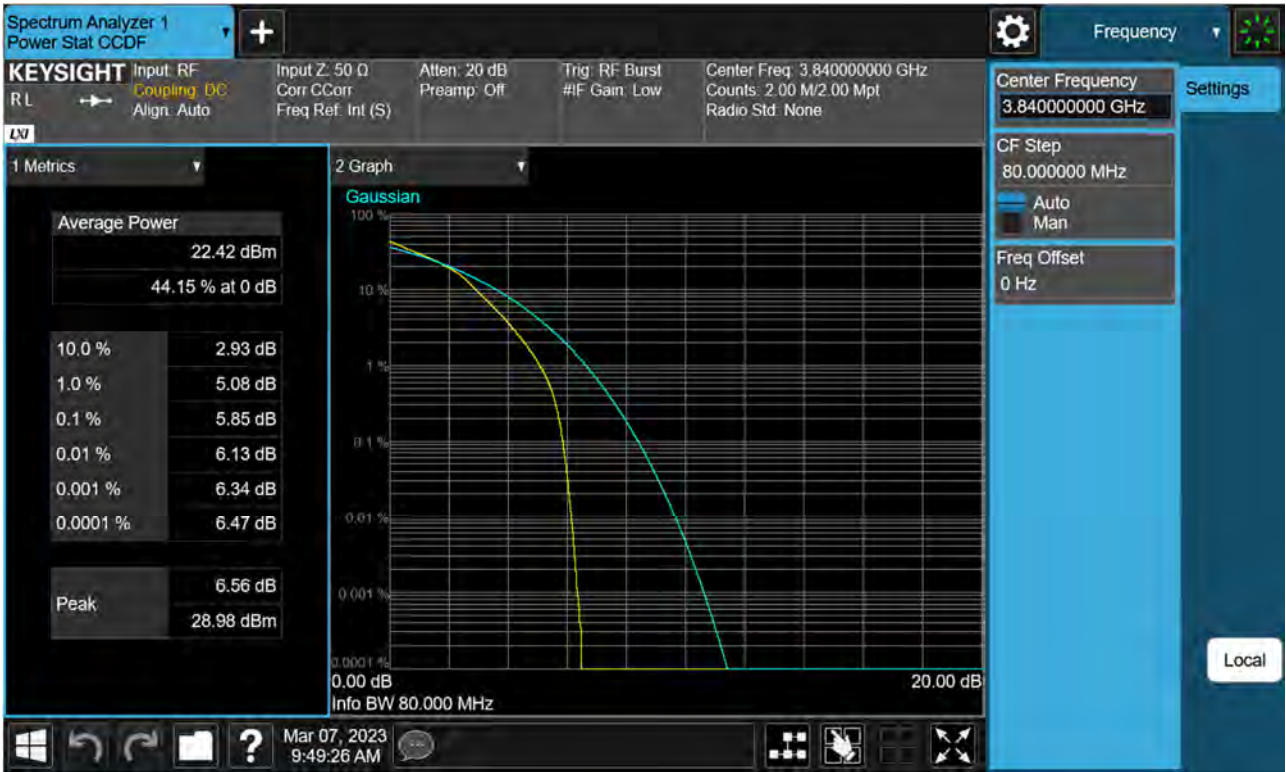 Spectrum Analyzer 1
Power Stat CCDF
Frequency
KEYSIGHT
RL
LXI
Input: RF
Coupling: DC
Align: Auto
Input Z: 50 Ω
Corr CCorr
Freq Ref: Int (S)
Atten: 20 dB
Preamp: Off
Trig: RF Burst
#IF Gain: Low
Center Freq: 3.840000000 GHz
Counts: 2.00 M/2.00 Mpt
Radio Std: None
Center Frequency
3.840000000 GHz
Settings
CF Step
80.000000 MHz
Auto
Man
Freq Offset
0 Hz
1 Metrics
Average Power
22.42 dBm
44.15 % at 0 dB
10.0 % 2.93 dB
1.0 % 5.08 dB
0.1 % 5.85 dB
0.01 % 6.13 dB
0.001 % 6.34 dB
0.0001 % 6.47 dB
Peak
6.56 dB
28.98 dBm
2 Graph
Gaussian
100 %
10 %
1 %
0.1 %
0.01 %
0.001 %
0.0001 %
0.00 dB 20.00 dB
Info BW 80.000 MHz
Local
?
Mar 07, 2023
9:49:26 AM